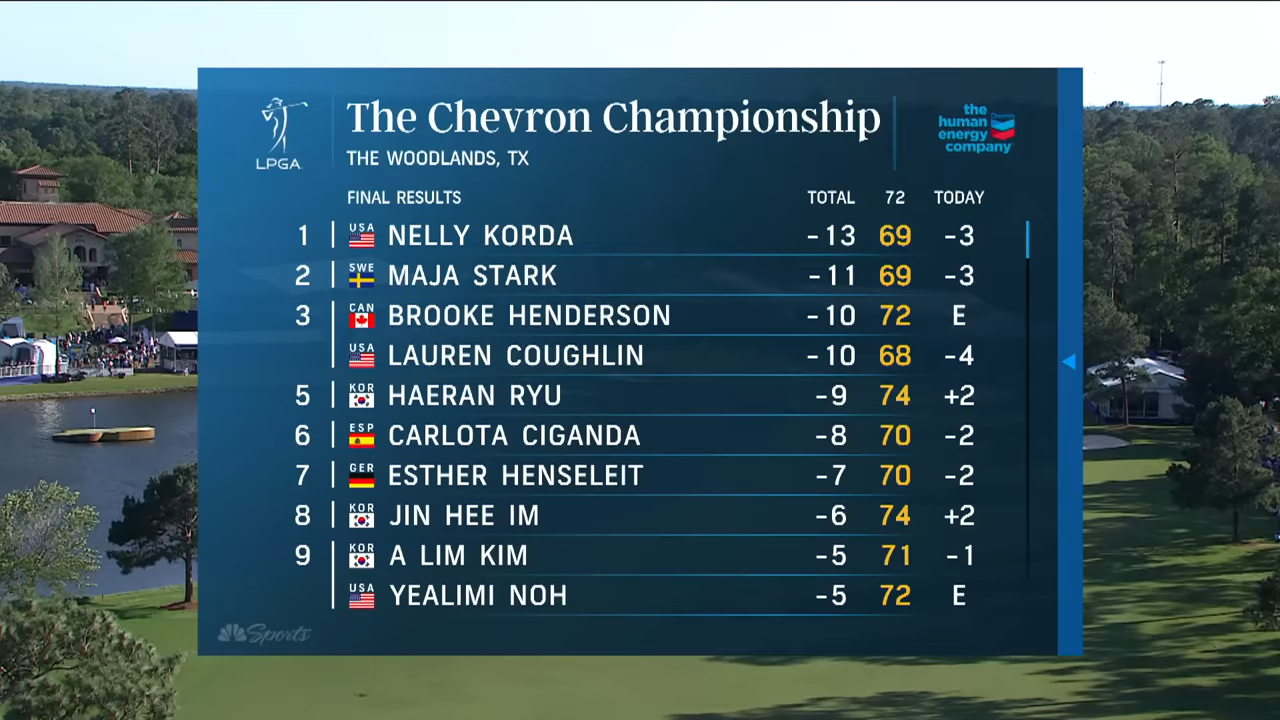 The Chevron Championship
THE WOODLANDS, TX
LPGA
the human energy company
Chevron
FINAL RESULTS TOTAL 72 TODAY
1 USA NELLY KORDA -13 69 -3
2 SWE MAJA STARK -11 69 -3
3 CAN BROOKE HENDERSON -10 72 E
USA LAUREN COUGHLIN -10 68 -4
5 KOR HAERAN RYU -9 74 +2
6 ESP CARLOTA CIGANDA -8 70 -2
7 GER ESTHER HENSELEIT -7 70 -2
8 KOR JIN HEE IM -6 74 +2
9 KOR A LIM KIM -5 71 -1
USA YEALIMI NOH -5 72 E
Sports